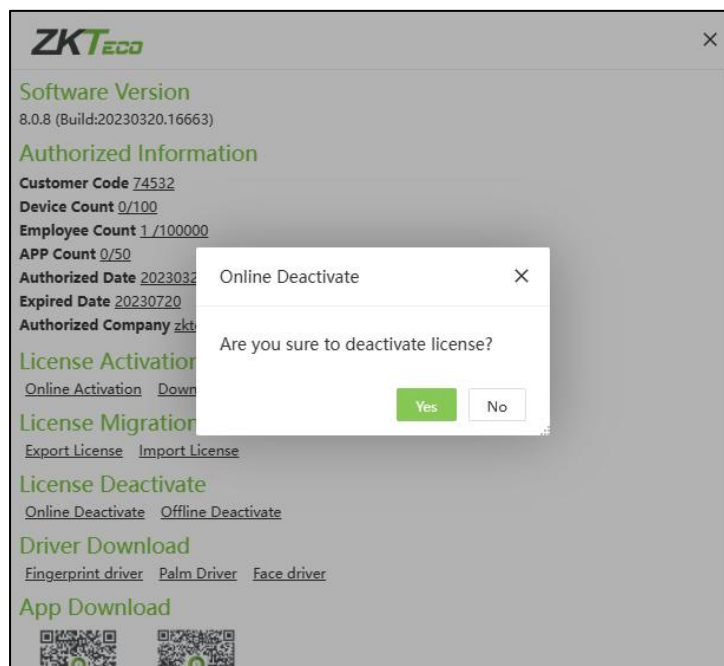 ZKTECO
Software Version
8.0.8 (Build:20230320.16663)
Authorized Information
Customer Code 74532
Device Count 0/100
Employee Count 1 /100000
APP Count 0/50
Authorized Date 2023032
Expired Date 20230720
Authorized Company zkt
Online Deactivate
Are you sure to deactivate license?
Yes No
License Activation
Online Activation Down
License Migration
Export License Import License
License Deactivate
Online Deactivate Offline Deactivate
Driver Download
Fingerprint driver Palm Driver Face driver
App Download